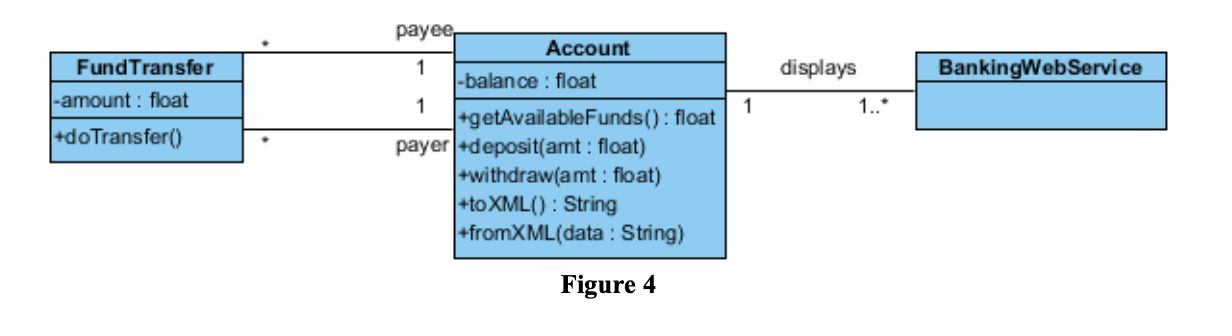 payee
*
1
FundTransfer
-amount : float
+doTransfer()
1
*
payer
Account
-balance : float
+getAvailableFunds() : float
+deposit(amt : float)
+withdraw(amt : float)
+toXML() : String
+fromXML(data : String)
displays
1
1..*
BankingWebService
Figure 4